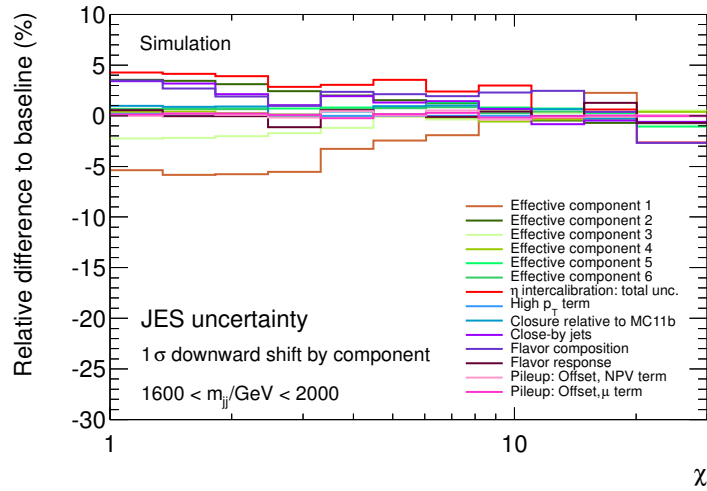 Relative difference to baseline (%)
10
5
0
-5
-10
-15
-20
-25
-30
Simulation
Effective component 1
Effective component 2
Effective component 3
Effective component 4
Effective component 5
Effective component 6
η intercalibration: total unc.
High pT term
Closure relative to MC11b
Close-by jets
Flavor composition
Flavor response
Pileup: Offset, NPV term
Pileup: Offset,μ term
JES uncertainty
1σ downward shift by component
1600 < mjj/GeV < 2000
1
10
χ